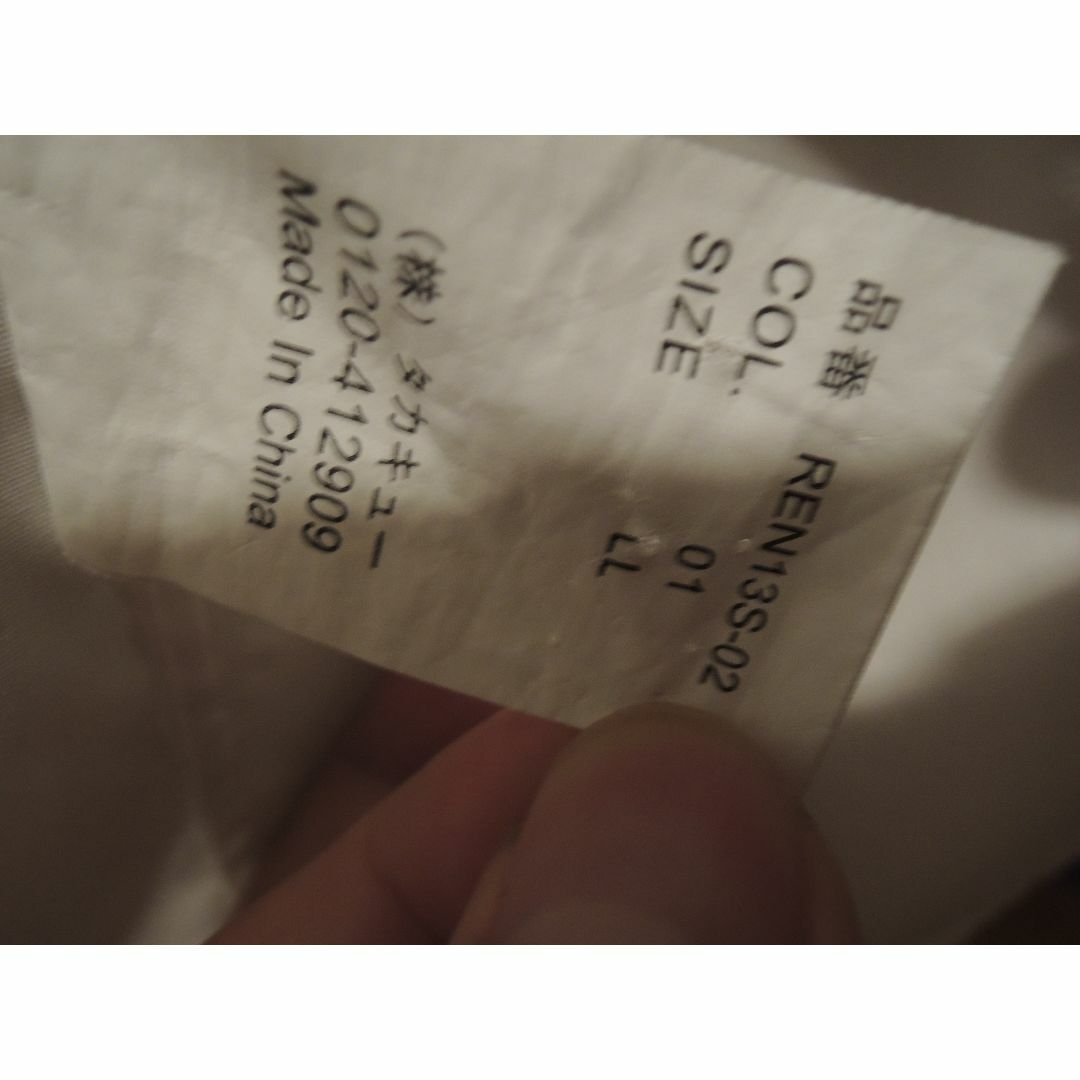 品番 REN13S-02
COL. 01
SIZE LL
（株）タカキュー
0120-412909
Made In China